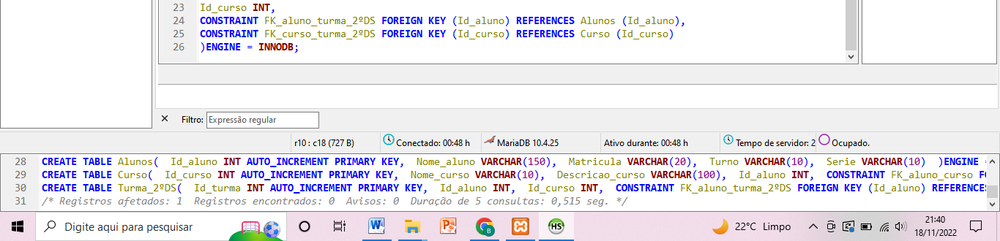 23 Id_curso INT,
24 CONSTRAINT FK_aluno_turma_2ºDS FOREIGN KEY (Id_aluno) REFERENCES Alunos (Id_aluno),
25 CONSTRAINT FK_curso_turma_2ºDS FOREIGN KEY (Id_curso) REFERENCES Curso (Id_curso)
26 )ENGINE = INNODB;
× Filtro: Expressão regular
r10 : c18 (727 B) Conectado: 00:48 h MariaDB 10.4.25 Ativo durante: 00:48 h Tempo de servidor: 2 Ocupado.
28 CREATE TABLE Alunos( Id_aluno INT AUTO_INCREMENT PRIMARY KEY, Nome_aluno VARCHAR(150), Matricula VARCHAR(20), Turno VARCHAR(10), Serie VARCHAR(10) )ENGINE =
29 CREATE TABLE Curso( Id_curso INT AUTO_INCREMENT PRIMARY KEY, Nome_curso VARCHAR(10), Descricao_curso VARCHAR(100), Id_aluno INT, CONSTRAINT FK_aluno_curso FO
30 CREATE TABLE Turma_2ºDS( Id_turma INT AUTO_INCREMENT PRIMARY KEY, Id_aluno INT, Id_curso INT, CONSTRAINT FK_aluno_turma_2ºDS FOREIGN KEY (Id_aluno) REFERENCES
31 /* Registros afetados: 1 Registros encontrados: 0 Avisos: 0 Duração de 5 consultas: 0,515 seg. */
Digite aqui para pesquisar
W P B HS
22°C Limpo
21:40
18/11/2022